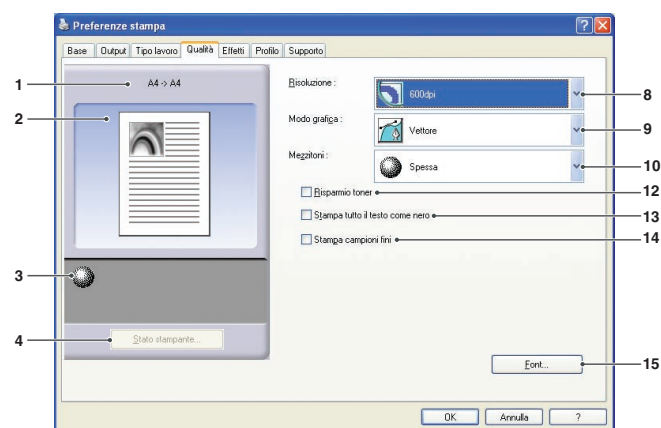 Preferenze stampa
Base Output Tipo lavoro Qualità Effetti Profilo Supporto
1 A4 -> A4
2
3
4 Stato stampante...
Risoluzione :
600dpi 8
Modo grafica :
Vettore 9
Mezzitoni :
Spessa 10
Risparmio toner 12
Stampa tutto il testo come nero 13
Stampa campioni fini 14
Font... 15
OK Annulla ?